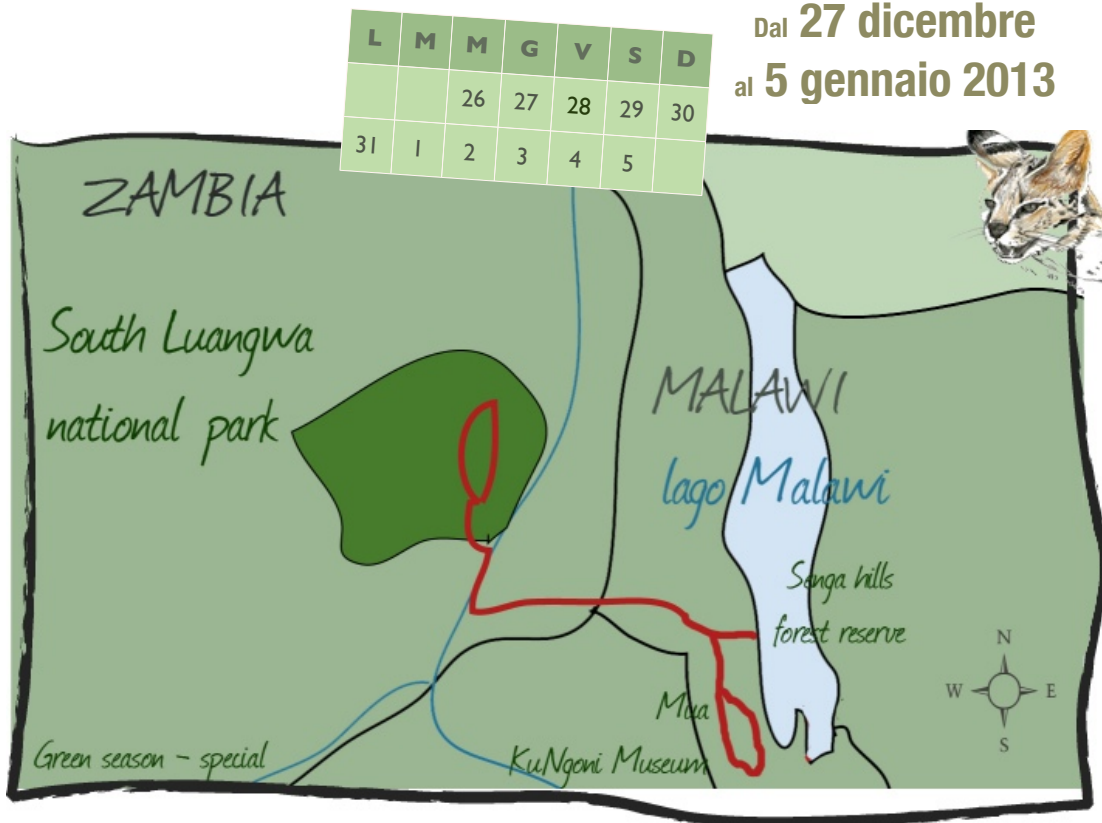 Dal 27 dicembre
al 5 gennaio 2013
L M M G V S D
26 27 28 29 30
31 1 2 3 4 5
ZAMBIA
South Luangwa
national park
MALAWI
lago Malawi
Senga hills
forest reserve
N
W E
S
Mua
KuNgoni Museum
Green season - special